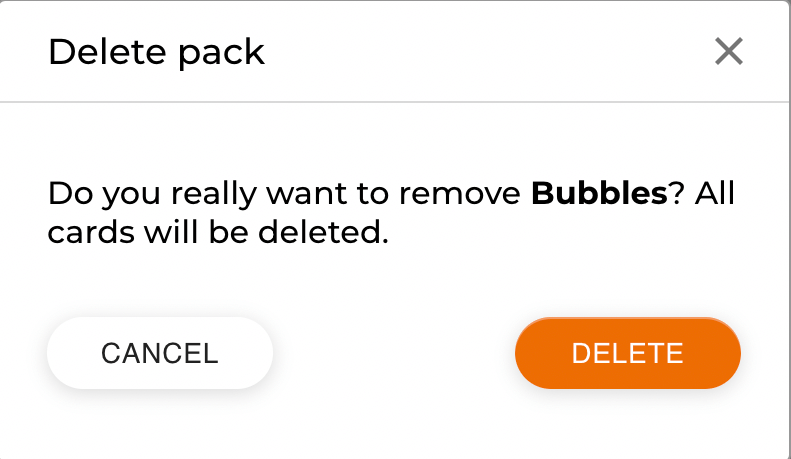 Delete pack
Do you really want to remove Bubbles? All
cards will be deleted.
CANCEL
DELETE